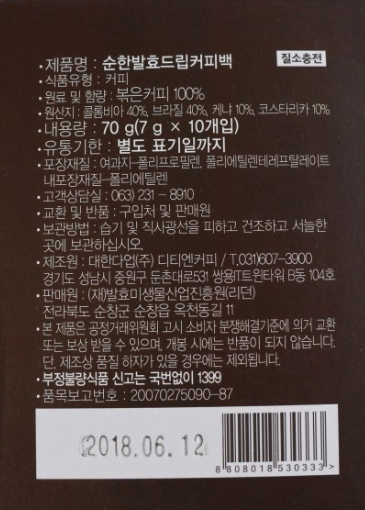 질소충전
• 제품명 : 순한발효드립커피백
• 식품유형 : 커피
• 원료 및 함량 : 볶은커피 100%
• 원산지 : 콜롬비아 40%, 브라질 40%, 케냐 10%, 코스타리카 10%
• 내용량 : 70 g(7 g × 10개입)
• 유통기한 : 별도 표기일까지
• 포장재질 : 여과지-폴리프로필렌, 폴리에틸렌테레프탈레이트
내포장재질-폴리에틸렌
• 고객상담실 : 063) 231 - 8910
• 교환 및 반품 : 구입처 및 판매원
• 보관방법 : 습기 및 직사광선을 피하고 건조하고 서늘한
곳에 보관하십시오.
• 제조원 : 대한다업(주) 디티엔커피 / T.031)607-3900
경기도 성남시 중원구 둔촌대로531 쌍용IT트윈타워 B동 104호
• 판매원 : (재)발효미생물산업진흥원(리던)
전라북도 순창군 순창읍 옥천동길 11
• 본 제품은 공정거래위원회 고시 소비자 분쟁해결기준에 의거 교환
또는 보상 받을 수 있으며, 개봉 시에는 반품이 되지 않습니다.
단, 제조상 품질 하자가 있을 경우에는 제외됩니다.
• 부정불량식품 신고는 국번없이 1399
• 품목보고번호 : 20070275090-87
2018.06.12
8 808018 530333 >